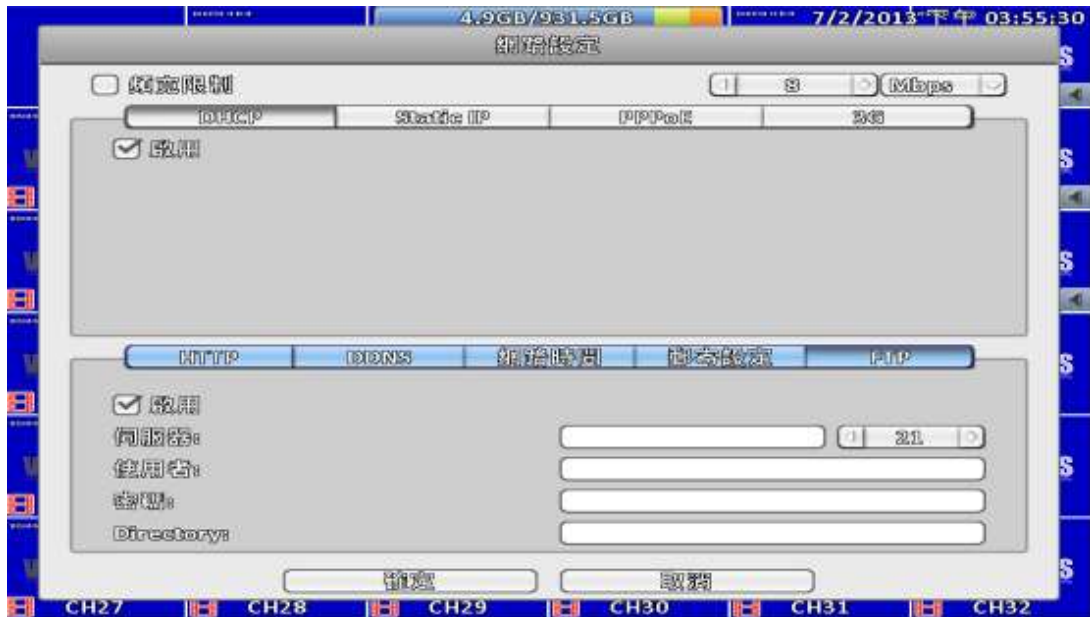 4.9GB/931.5GB 7/2/2013 下午 03:55:30
網路設定
頻寬限制 8 Mbps
DHCP Static IP PPPoE 3G
啟用
HTTP DDNS 網路時間 郵寄設定 FTP
啟用
伺服器: 21
使用者:
密碼:
Directory:
確定 取消
CH27 CH28 CH29 CH30 CH31 CH32